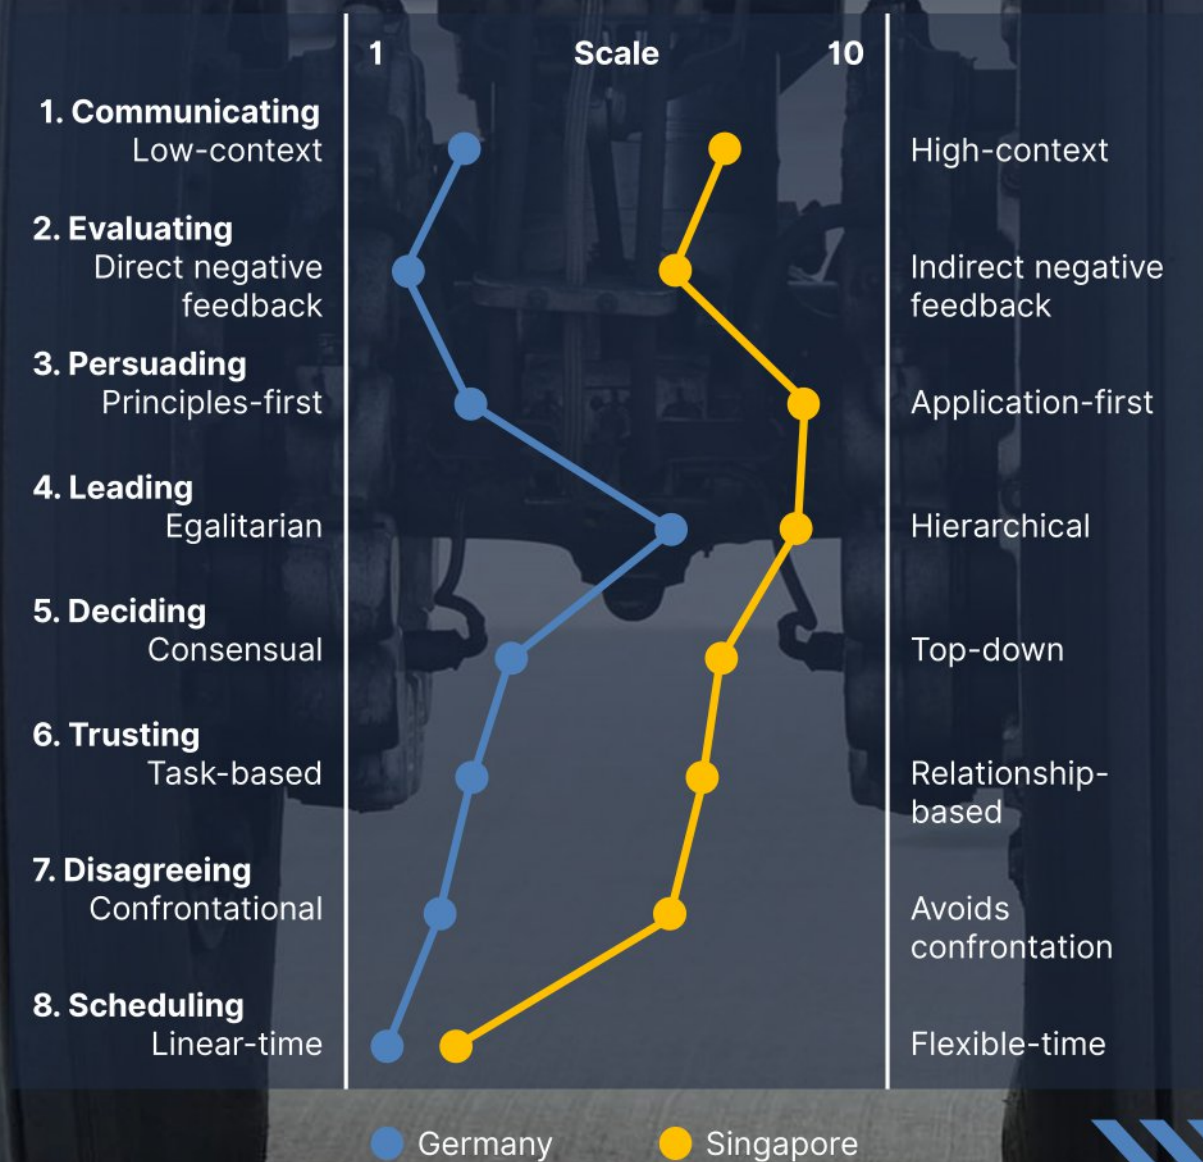 1 Scale 10
1. Communicating
Low-context
High-context
2. Evaluating
Direct negative
feedback
Indirect negative
feedback
3. Persuading
Principles-first
Application-first
4. Leading
Egalitarian
Hierarchical
5. Deciding
Consensual
Top-down
6. Trusting
Task-based
Relationship-
based
7. Disagreeing
Confrontational
Avoids
confrontation
8. Scheduling
Linear-time
Flexible-time
Germany
Singapore